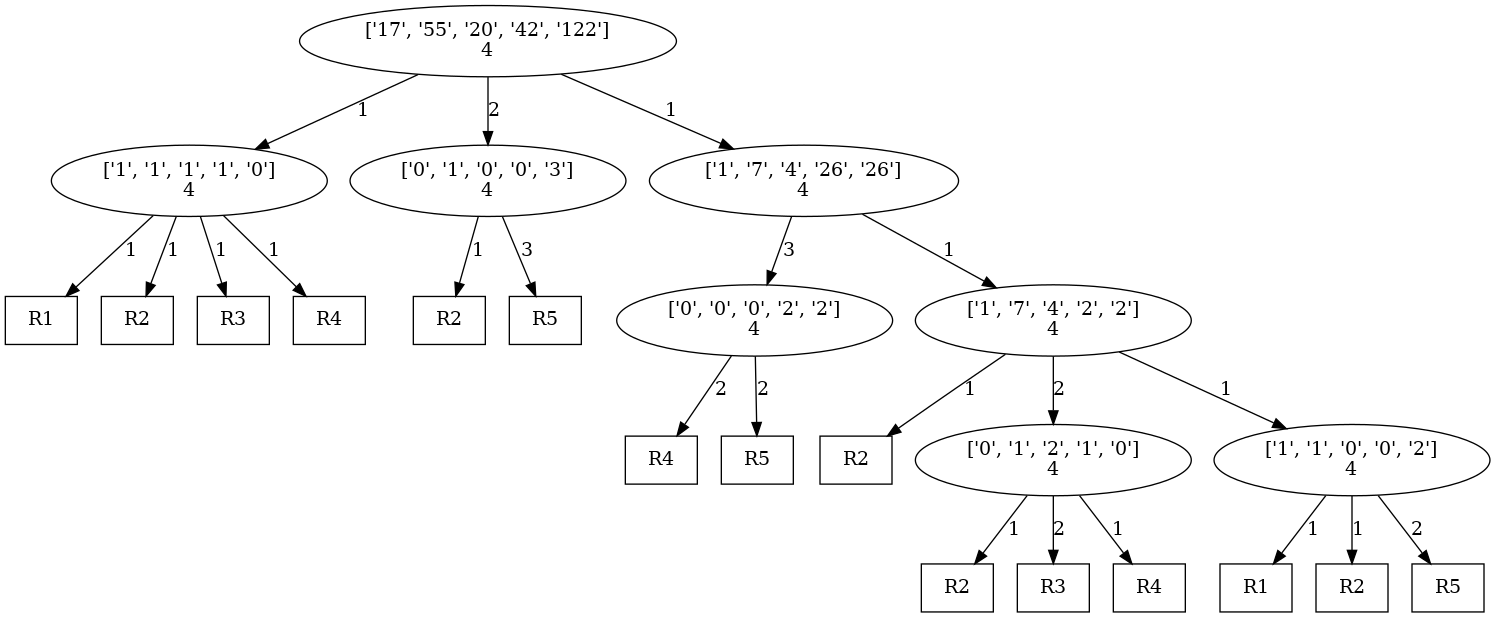 ['17', '55', '20', '42', '122']
4
1
2
1
['1', '1', '1', '1', '0']
4
['0', '1', '0', '0', '3']
4
['1', '7', '4', '26', '26']
4
1
1
1
1
1
3
3
1
R1
R2
R3
R4
R2
R5
['0', '0', '0', '2', '2']
4
['1', '7', '4', '2', '2']
4
2
2
1
2
1
R4
R5
R2
['0', '1', '2', '1', '0']
4
['1', '1', '0', '0', '2']
4
1
2
1
1
1
2
R2
R3
R4
R1
R2
R5